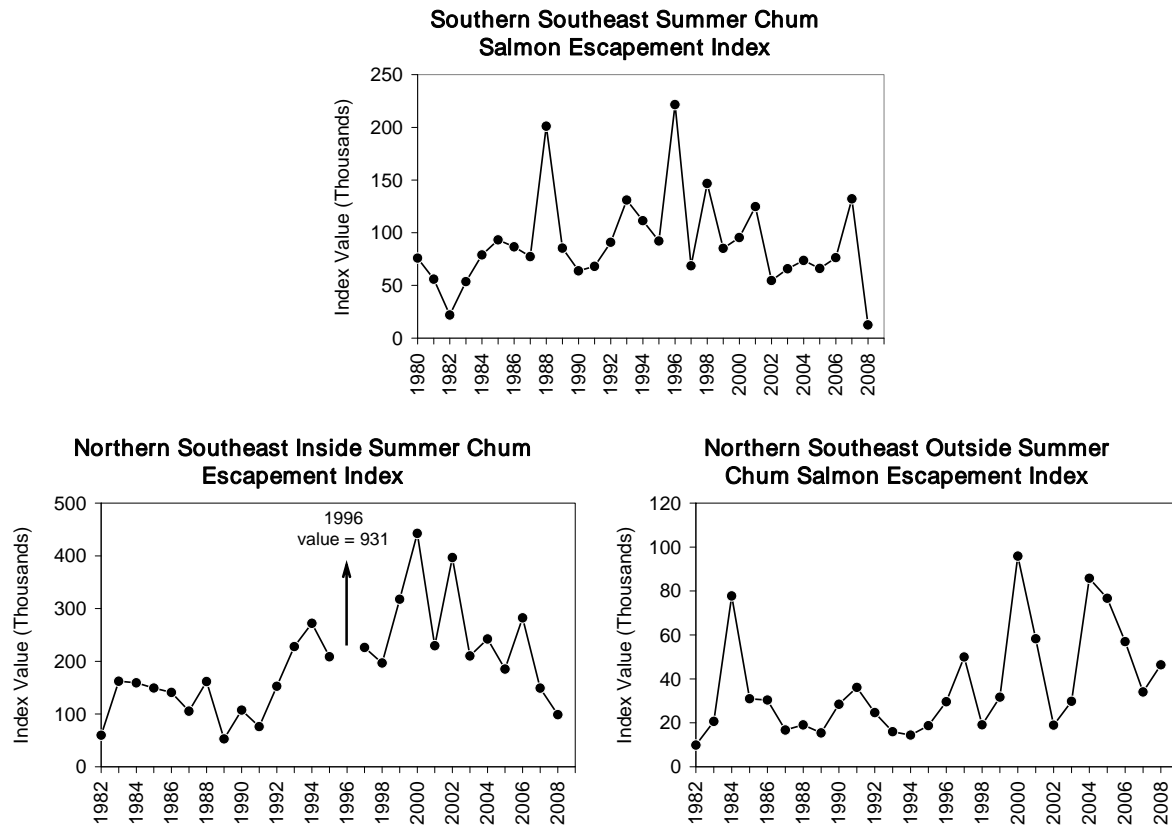 Southern Southeast Summer Chum
Salmon Escapement Index
Index Value (Thousands)
250
200
150
100
50
0
1980 1982 1984 1986 1988 1990 1992 1994 1996 1998 2000 2002 2004 2006 2008
Northern Southeast Inside Summer Chum
Escapement Index
Index Value (Thousands)
500
400
300
200
100
0
1996
value = 931
1982 1984 1986 1988 1990 1992 1994 1996 1998 2000 2002 2004 2006 2008
Northern Southeast Outside Summer
Chum Salmon Escapement Index
Index Value (Thousands)
120
100
80
60
40
20
0
1982 1984 1986 1988 1990 1992 1994 1996 1998 2000 2002 2004 2006 2008